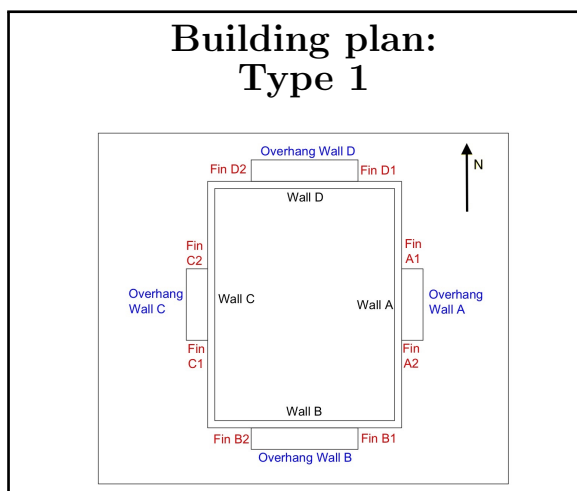 Building plan:
Type 1
Overhang Wall D
Fin D2
Fin D1
N
Wall D
Fin
C2
Fin
A1
Overhang
Wall C
Wall C
Wall A
Overhang
Wall A
Fin
C1
Fin
A2
Wall B
Fin B2
Fin B1
Overhang Wall B